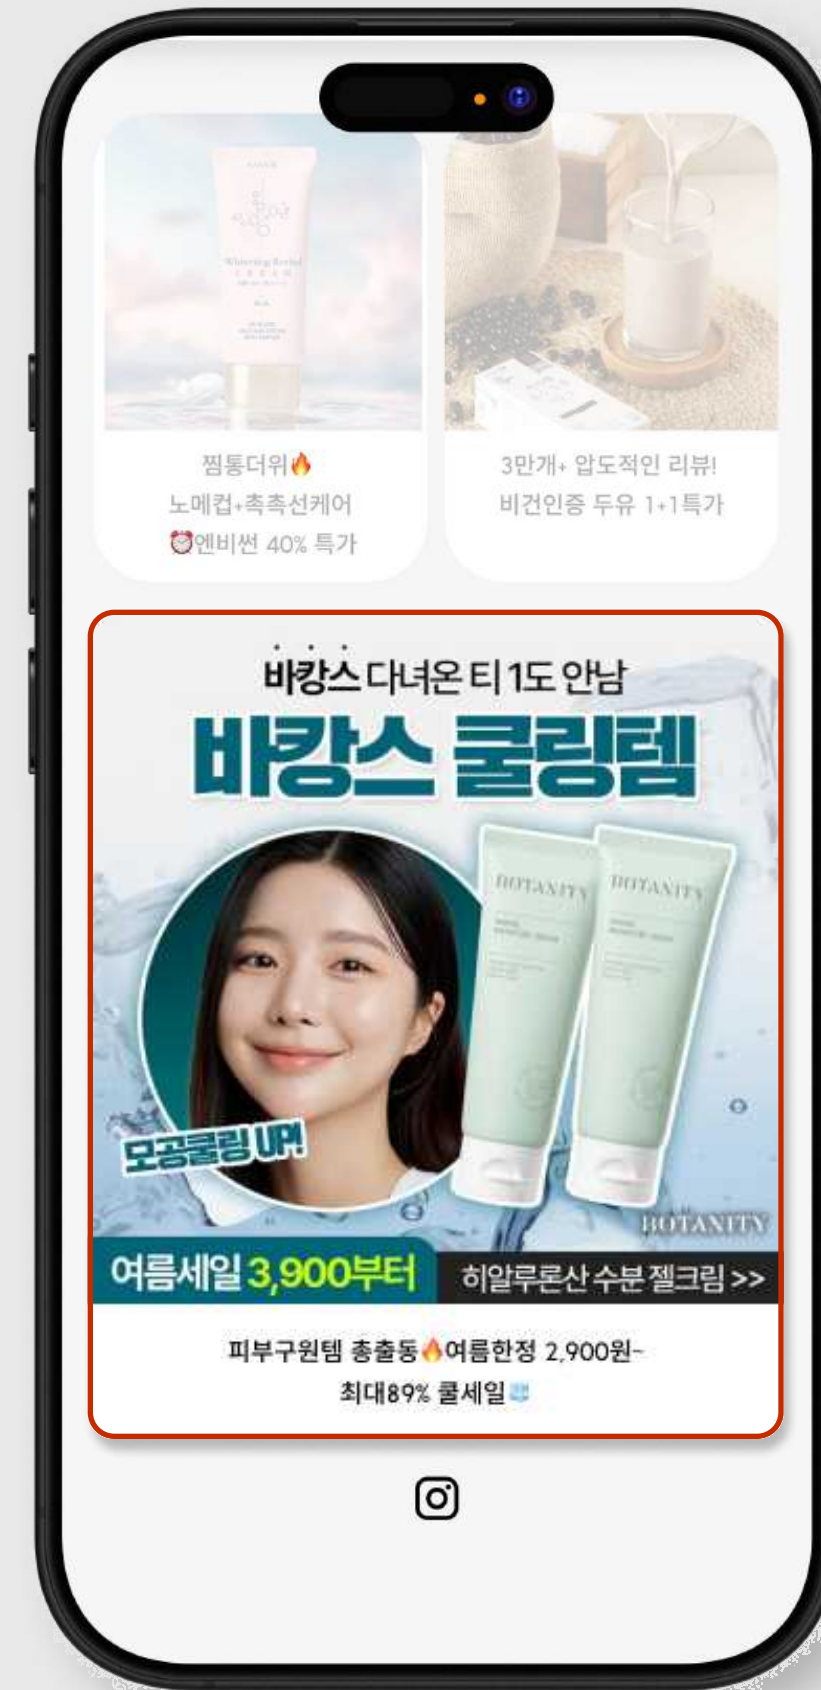 Whitening Revital
CREAM
찜통더위🔥
노메컵+촉촉선케어
⏰엔비썬 40% 특가
3만개+ 압도적인 리뷰!
비건인증 두유 1+1특가
바캉스 다녀온 티 1도 안남
바캉스 쿨링템
BOTANITY
BOTANITY
모공쿨링 UP!
BOTANITY
여름세일 3,900부터
히알루론산 수분 젤크림 >>
피부구원템 총출동🔥여름한정 2,900원~
최대89% 쿨세일🧊